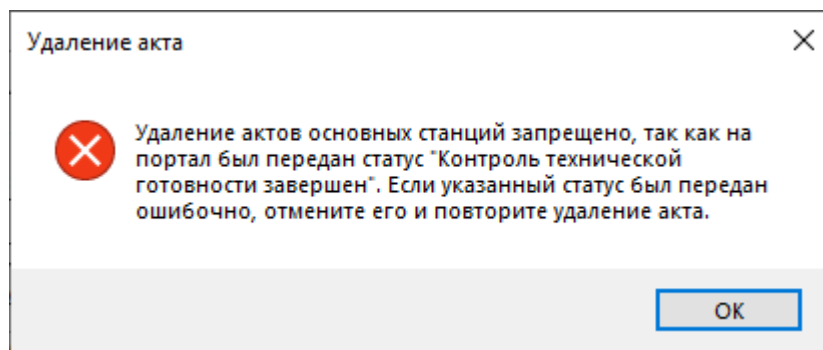 Удаление акта
Удаление актов основных станций запрещено, так как на
портал был передан статус "Контроль технической
готовности завершен". Если указанный статус был передан
ошибочно, отмените его и повторите удаление акта.
ОК